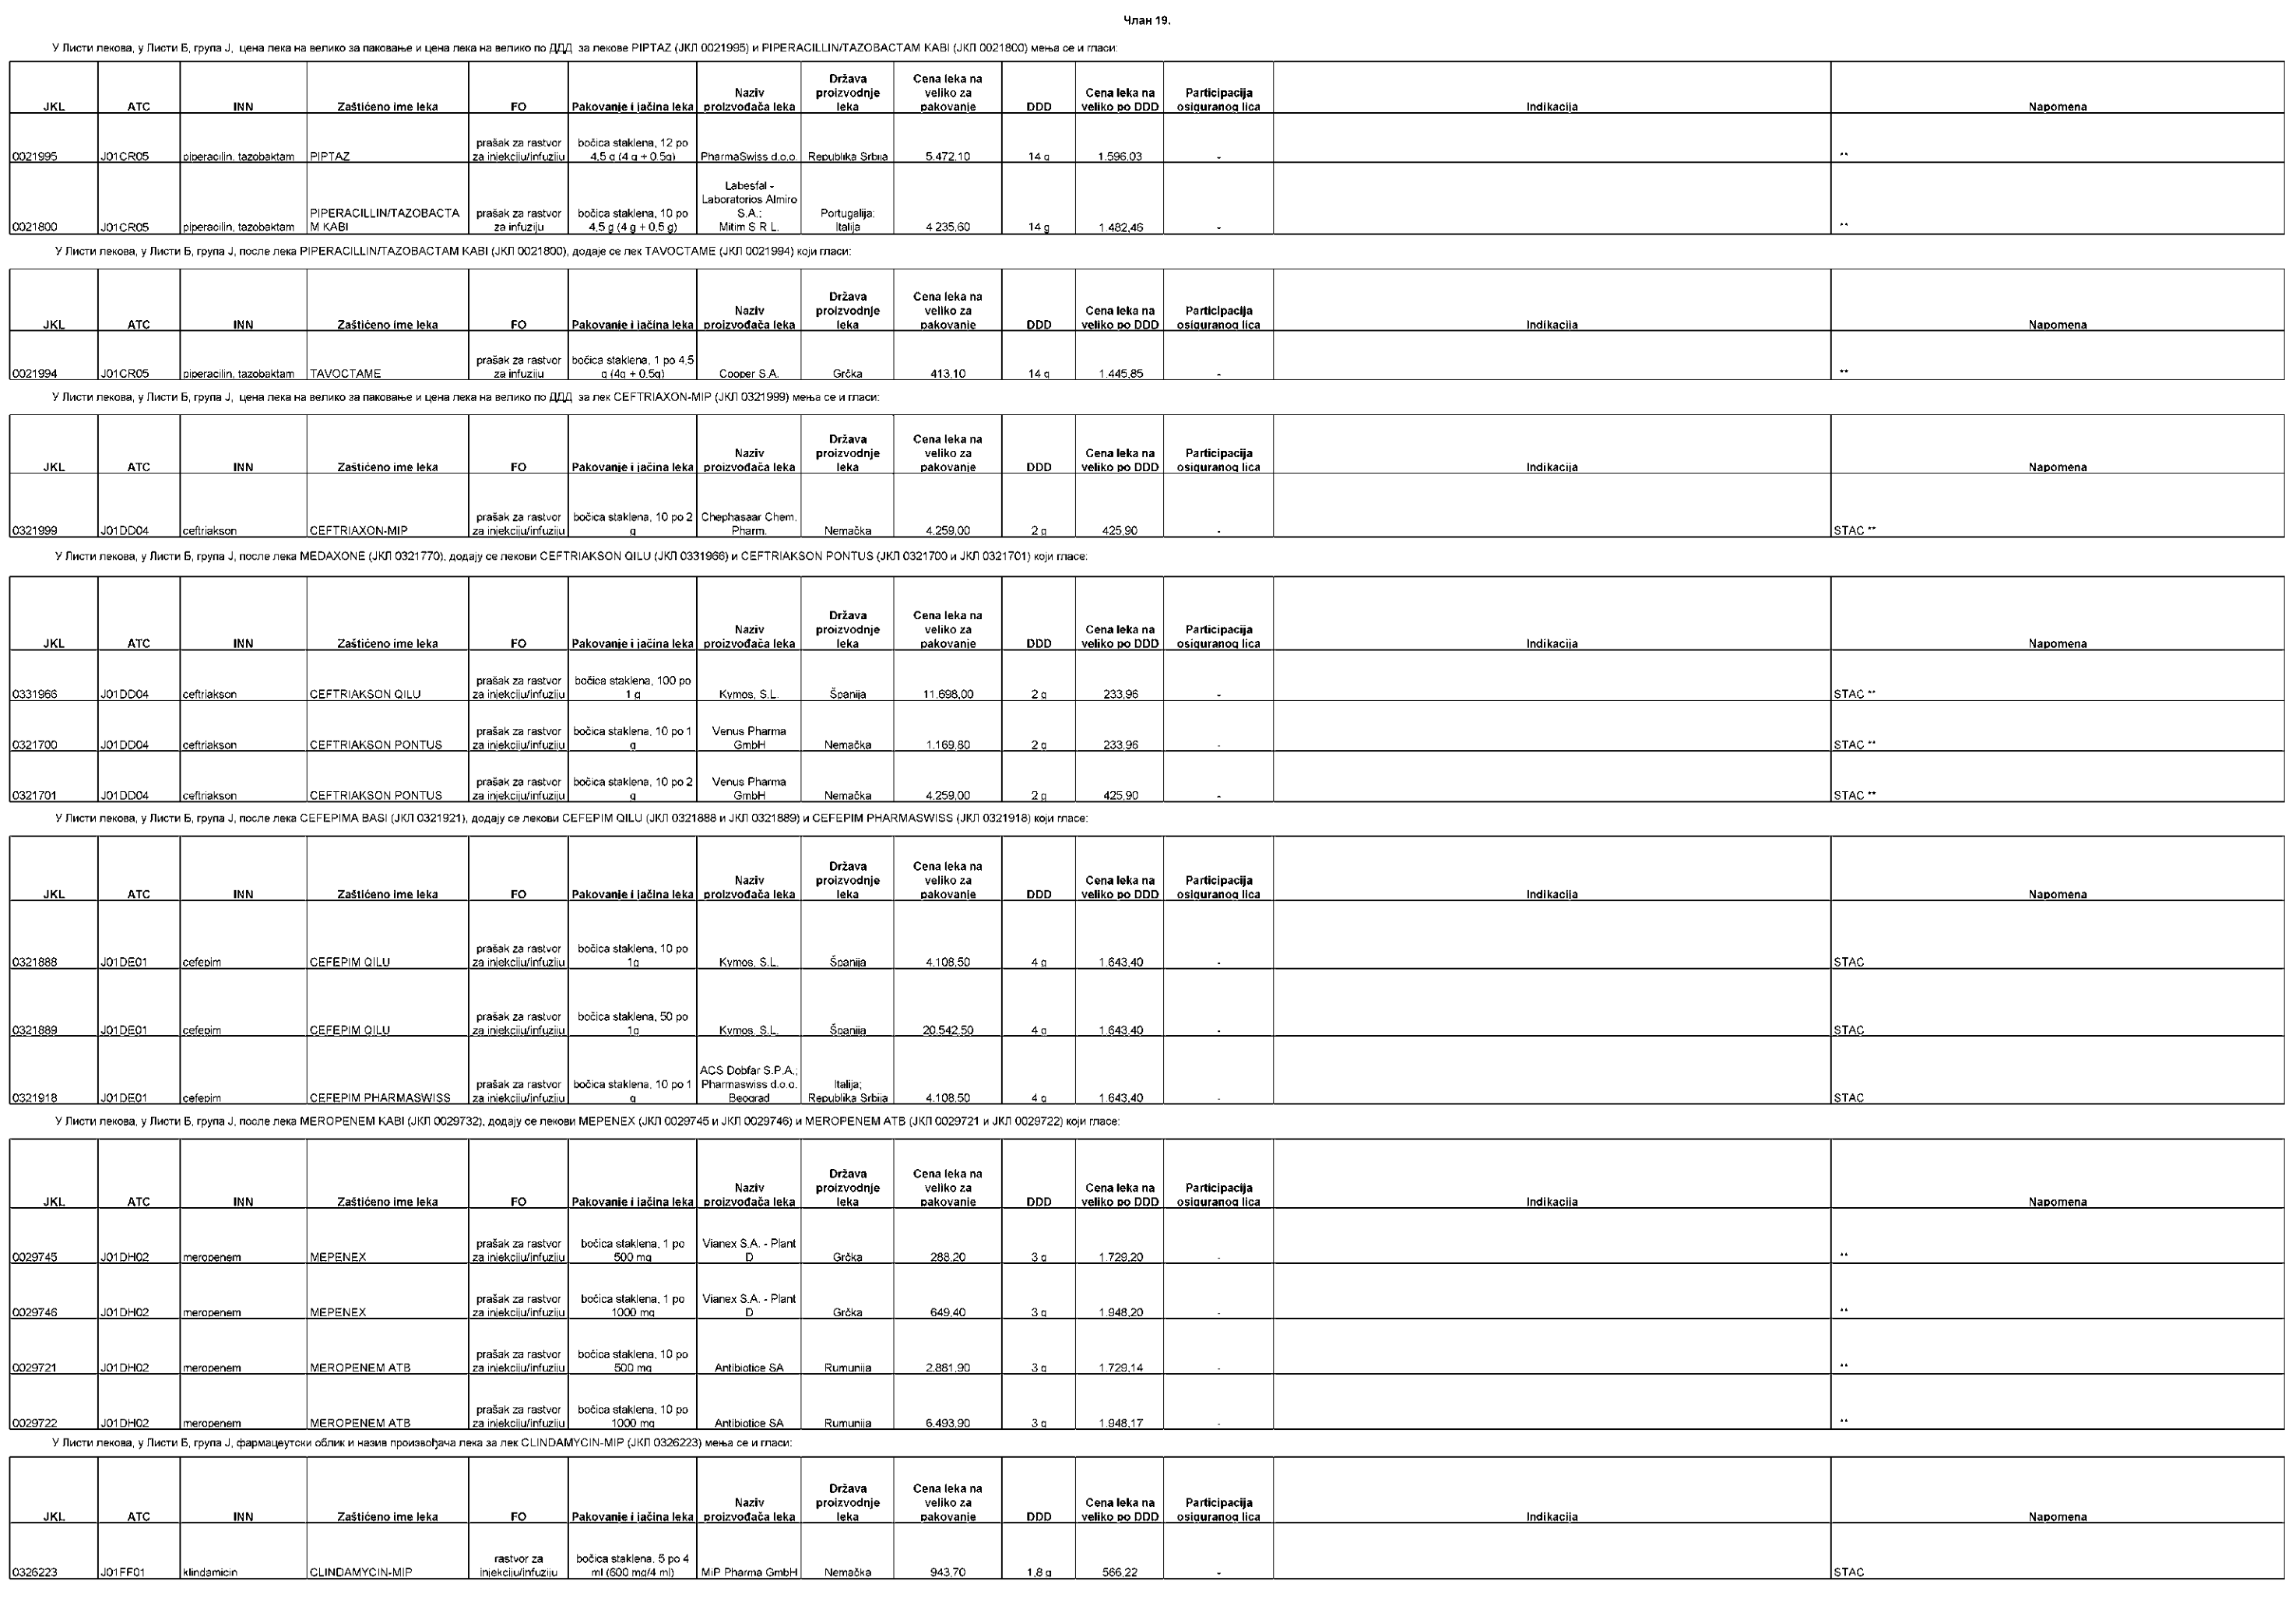 Члан 19.
У Листи лекова, у Листи Б, група Ј, цена лека на велико за паковање и цена лека на велико по ДДД за лекове PIPTAZ (ЈКЛ 0021995) и PIPERACILLIN/TAZOBACTAM KABI (ЈКЛ 0021800) мења се и гласи:
JKL ATC INN Zaštićeno ime leka FO Pakovanje i jačina leka Naziv proizvođača leka Država proizvodnje leka Cena leka na veliko za pakovanje DDD Cena leka na veliko po DDD Participacija osiguranog lica Indikacija Napomena
0021995 J01CR05 piperacilin, tazobaktam PIPTAZ prašak za rastvor za injekciju/infuziju bočica staklena, 12 po 4,5 g (4 g + 0.5g) PharmaSwiss d.o.o. Republika Srbija 5.472,10 14 g 1.596,03 - **
0021800 J01CR05 piperacilin, tazobaktam PIPERACILLIN/TAZOBACTAM KABI prašak za rastvor za infuziju bočica staklena, 10 po 4,5 g (4 g + 0,5 g) Labesfal - Laboratorios Almiro S.A.; Mitim S R L. Portugalija; Italija 4.235,60 14 g 1.482,46 - **
У Листи лекова, у Листи Б, група Ј, после лека PIPERACILLIN/TAZOBACTAM KABI (ЈКЛ 0021800), додаје се лек TAVOCTAME (ЈКЛ 0021994) који гласи:
JKL ATC INN Zaštićeno ime leka FO Pakovanje i jačina leka Naziv proizvođača leka Država proizvodnje leka Cena leka na veliko za pakovanje DDD Cena leka na veliko po DDD Participacija osiguranog lica Indikacija Napomena
0021994 J01CR05 piperacilin, tazobaktam TAVOCTAME prašak za rastvor za infuziju bočica staklena, 1 po 4,5 g (4g + 0.5g) Cooper S.A. Grčka 413,10 14 g 1.445,85 - **
У Листи лекова, у Листи Б, група Ј, цена лека на велико за паковање и цена лека на велико по ДДД за лек CEFTRIAXON-MIP (ЈКЛ 0321999) мења се и гласи:
JKL ATC INN Zaštićeno ime leka FO Pakovanje i jačina leka Naziv proizvođača leka Država proizvodnje leka Cena leka na veliko za pakovanje DDD Cena leka na veliko po DDD Participacija osiguranog lica Indikacija Napomena
0321999 J01DD04 ceftriakson CEFTRIAXON-MIP prašak za rastvor za injekciju/infuziju bočica staklena, 10 po 2 g Chephasaar Chem. Pharm. Nemačka 4.259,00 2 g 425,90 - STAC **
У Листи лекова, у Листи Б, група Ј, после лека MEDAXONE (ЈКЛ 0321770), додају се лекови CEFTRIAKSON QILU (ЈКЛ 0331966) и CEFTRIAKSON PONTUS (ЈКЛ 0321700 и ЈКЛ 0321701) који гласе:
JKL ATC INN Zaštićeno ime leka FO Pakovanje i jačina leka Naziv proizvođača leka Država proizvodnje leka Cena leka na veliko za pakovanje DDD Cena leka na veliko po DDD Participacija osiguranog lica Indikacija Napomena
0331966 J01DD04 ceftriakson CEFTRIAKSON QILU prašak za rastvor za injekciju/infuziju bočica staklena, 100 po 1 g Kymos, S.L. Španija 11.698,00 2 g 233,96 - STAC **
0321700 J01DD04 ceftriakson CEFTRIAKSON PONTUS prašak za rastvor za injekciju/infuziju bočica staklena, 10 po 1 g Venus Pharma GmbH Nemačka 1.169,80 2 g 233,96 - STAC **
0321701 J01DD04 ceftriakson CEFTRIAKSON PONTUS prašak za rastvor za injekciju/infuziju bočica staklena, 10 po 2 g Venus Pharma GmbH Nemačka 4.259,00 2 g 425,90 - STAC **
У Листи лекова, у Листи Б, група Ј, после лека CEFEPIMA BASI (ЈКЛ 0321921), додају се лекови CEFEPIM QILU (ЈКЛ 0321888 и ЈКЛ 0321889) и CEFEPIM PHARMASWISS (ЈКЛ 0321918) који гласе:
JKL ATC INN Zaštićeno ime leka FO Pakovanje i jačina leka Naziv proizvođača leka Država proizvodnje leka Cena leka na veliko za pakovanje DDD Cena leka na veliko po DDD Participacija osiguranog lica Indikacija Napomena
0321888 J01DE01 cefepim CEFEPIM QILU prašak za rastvor za injekciju/infuziju bočica staklena, 10 po 1g Kymos, S.L. Španija 4.108,50 4 g 1.643,40 - STAC
0321889 J01DE01 cefepim CEFEPIM QILU prašak za rastvor za injekciju/infuziju bočica staklena, 50 po 1g Kymos, S.L. Španija 20.542,50 4 g 1.643,40 - STAC
0321918 J01DE01 cefepim CEFEPIM PHARMASWISS prašak za rastvor za injekciju/infuziju bočica staklena, 10 po 1 g ACS Dobfar S.P.A.; Pharmaswiss d.o.o. Beograd Italija; Republika Srbija 4.108,50 4 g 1.643,40 - STAC
У Листи лекова, у Листи Б, група Ј, после лека MEROPENEM KABI (ЈКЛ 0029732), додају се лекови MEPENEX (ЈКЛ 0029745 и ЈКЛ 0029746) и MEROPENEM ATB (ЈКЛ 0029721 и ЈКЛ 0029722) који гласе:
JKL ATC INN Zaštićeno ime leka FO Pakovanje i jačina leka Naziv proizvođača leka Država proizvodnje leka Cena leka na veliko za pakovanje DDD Cena leka na veliko po DDD Participacija osiguranog lica Indikacija Napomena
0029745 J01DH02 meropenem MEPENEX prašak za rastvor za injekciju/infuziju bočica staklena, 1 po 500 mg Vianex S.A. - Plant D Grčka 288,20 3 g 1.729,20 - **
0029746 J01DH02 meropenem MEPENEX prašak za rastvor za injekciju/infuziju bočica staklena, 1 po 1000 mg Vianex S.A. - Plant D Grčka 649,40 3 g 1.948,20 - **
0029721 J01DH02 meropenem MEROPENEM ATB prašak za rastvor za injekciju/infuziju bočica staklena, 10 po 500 mg Antibiotice SA Rumunija 2.881,90 3 g 1.729,14 - **
0029722 J01DH02 meropenem MEROPENEM ATB prašak za rastvor za injekciju/infuziju bočica staklena, 10 po 1000 mg Antibiotice SA Rumunija 6.493,90 3 g 1.948,17 - **
У Листи лекова, у Листи Б, група Ј, фармацеутски облик и назив произвођача лека за лек CLINDAMYCIN-MIP (ЈКЛ 0326223) мења се и гласи:
JKL ATC INN Zaštićeno ime leka FO Pakovanje i jačina leka Naziv proizvođača leka Država proizvodnje leka Cena leka na veliko za pakovanje DDD Cena leka na veliko po DDD Participacija osiguranog lica Indikacija Napomena
0326223 J01FF01 klindamicin CLINDAMYCIN-MIP rastvor za injekciju/infuziju bočica staklena, 5 po 4 ml (600 mg/4 ml) MiP Pharma GmbH Nemačka 943,70 1,8 g 566,22 - STAC